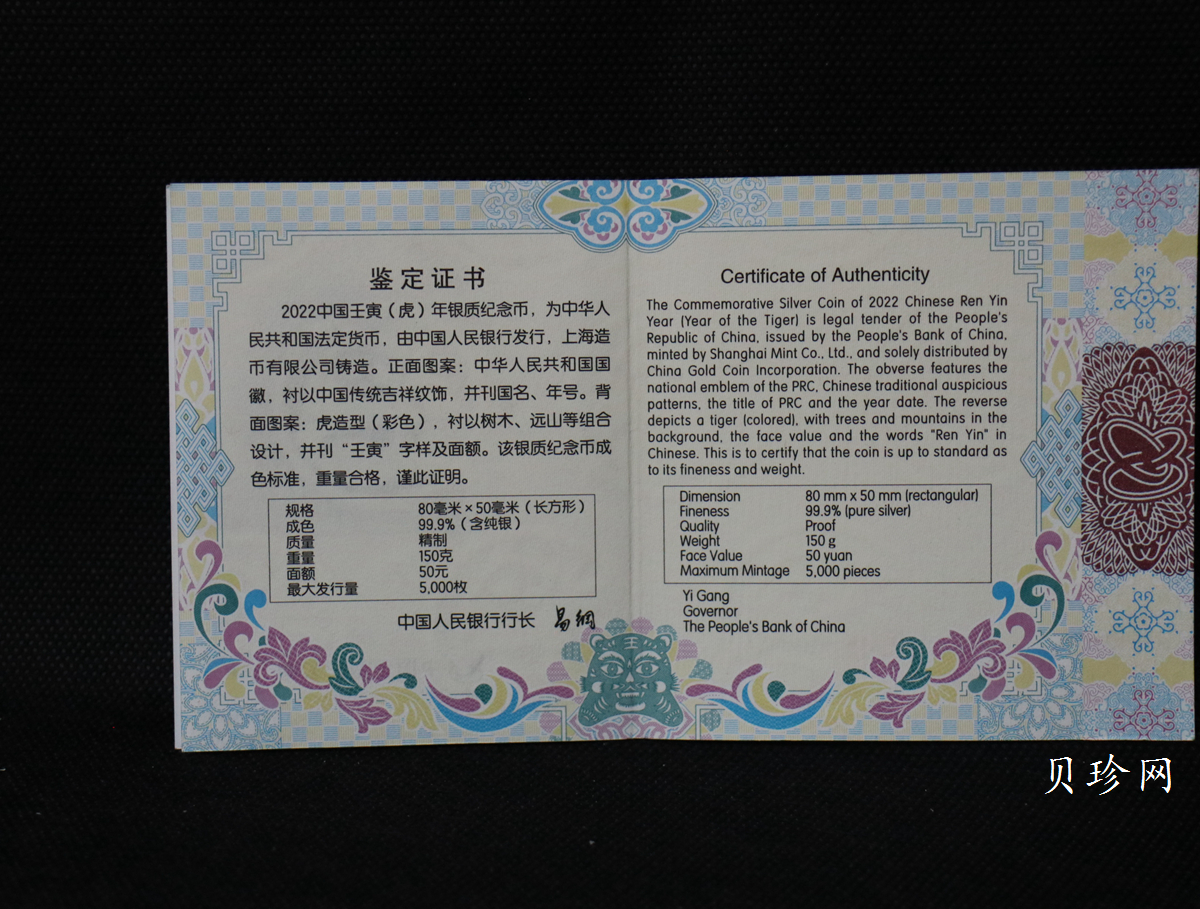 鉴定证书
2022中国壬寅（虎）年银质纪念币，为中华人
民共和国法定货币，由中国人民银行发行，上海造
币有限公司铸造。正面图案：中华人民共和国国
徽，衬以中国传统吉祥纹饰，并刊国名、年号。背
面图案：虎造型（彩色），衬以树木、远山等组合
设计，并刊“壬寅”字样及面额。该银质纪念币成
色标准，重量合格，谨此证明。
规格 80毫米×50毫米（长方形）
成色 99.9%（含纯银）
质量 精制
重量 150克
面额 50元
最大发行量 5,000枚
中国人民银行行长 易纲
Certificate of Authenticity
The Commemorative Silver Coin of 2022 Chinese Ren Yin
Year (Year of the Tiger) is legal tender of the People's
Republic of China, issued by the People's Bank of China,
minted by Shanghai Mint Co., Ltd., and solely distributed by
China Gold Coin Incorporation. The obverse features the
national emblem of the PRC, Chinese traditional auspicious
patterns, the title of PRC and the year date. The reverse
depicts a tiger (colored), with trees and mountains in the
background, the face value and the words "Ren Yin" in
Chinese. This is to certify that the coin is up to standard as
to its fineness and weight.
Dimension 80 mm x 50 mm (rectangular)
Fineness 99.9% (pure silver)
Quality Proof
Weight 150 g
Face Value 50 yuan
Maximum Mintage 5,000 pieces
Yi Gang
Governor
The People's Bank of China
王
贝珍网